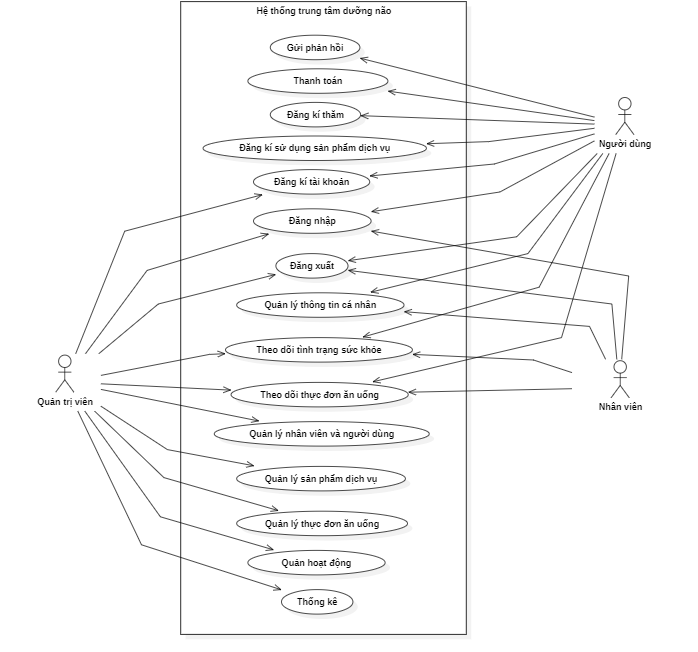 Hệ thống trung tâm dưỡng não
Gửi phản hồi
Thanh toán
Đăng kí thăm
Người dùng
Đăng kí sử dụng sản phẩm dịch vụ
Đăng kí tài khoản
Đăng nhập
Đăng xuất
Quản lý thông tin cá nhân
Theo dõi tình trạng sức khỏe
Theo dõi thực đơn ăn uống
Quản trị viên
Nhân viên
Quản lý nhân viên và người dùng
Quản lý sản phẩm dịch vụ
Quản lý thực đơn ăn uống
Quản hoạt động
Thống kê